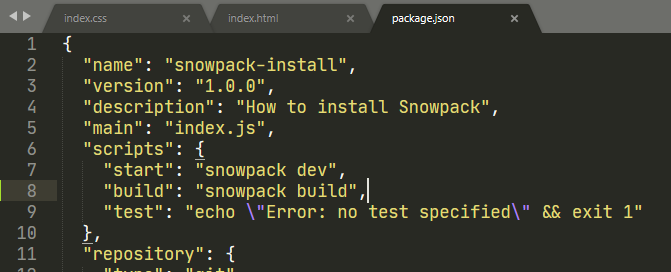 index.css index.html package.json
1 {
2 "name": "snowpack-install",
3 "version": "1.0.0",
4 "description": "How to install Snowpack",
5 "main": "index.js",
6 "scripts": {
7 "start": "snowpack dev",
8 "build": "snowpack build",
9 "test": "echo \"Error: no test specified\" && exit 1"
10 },
11 "repository": {
12 "type": "git"